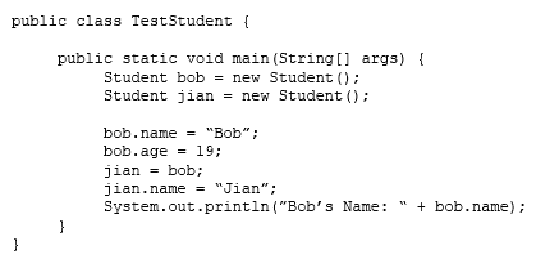 public class TestStudent {
public static void main(String[] args) {
Student bob = new Student();
Student jian = new Student();
bob.name = “Bob”;
bob.age = 19;
jian = bob;
jian.name = “Jian”;
System.out.println(“Bob’s Name: “ + bob.name);
}
}